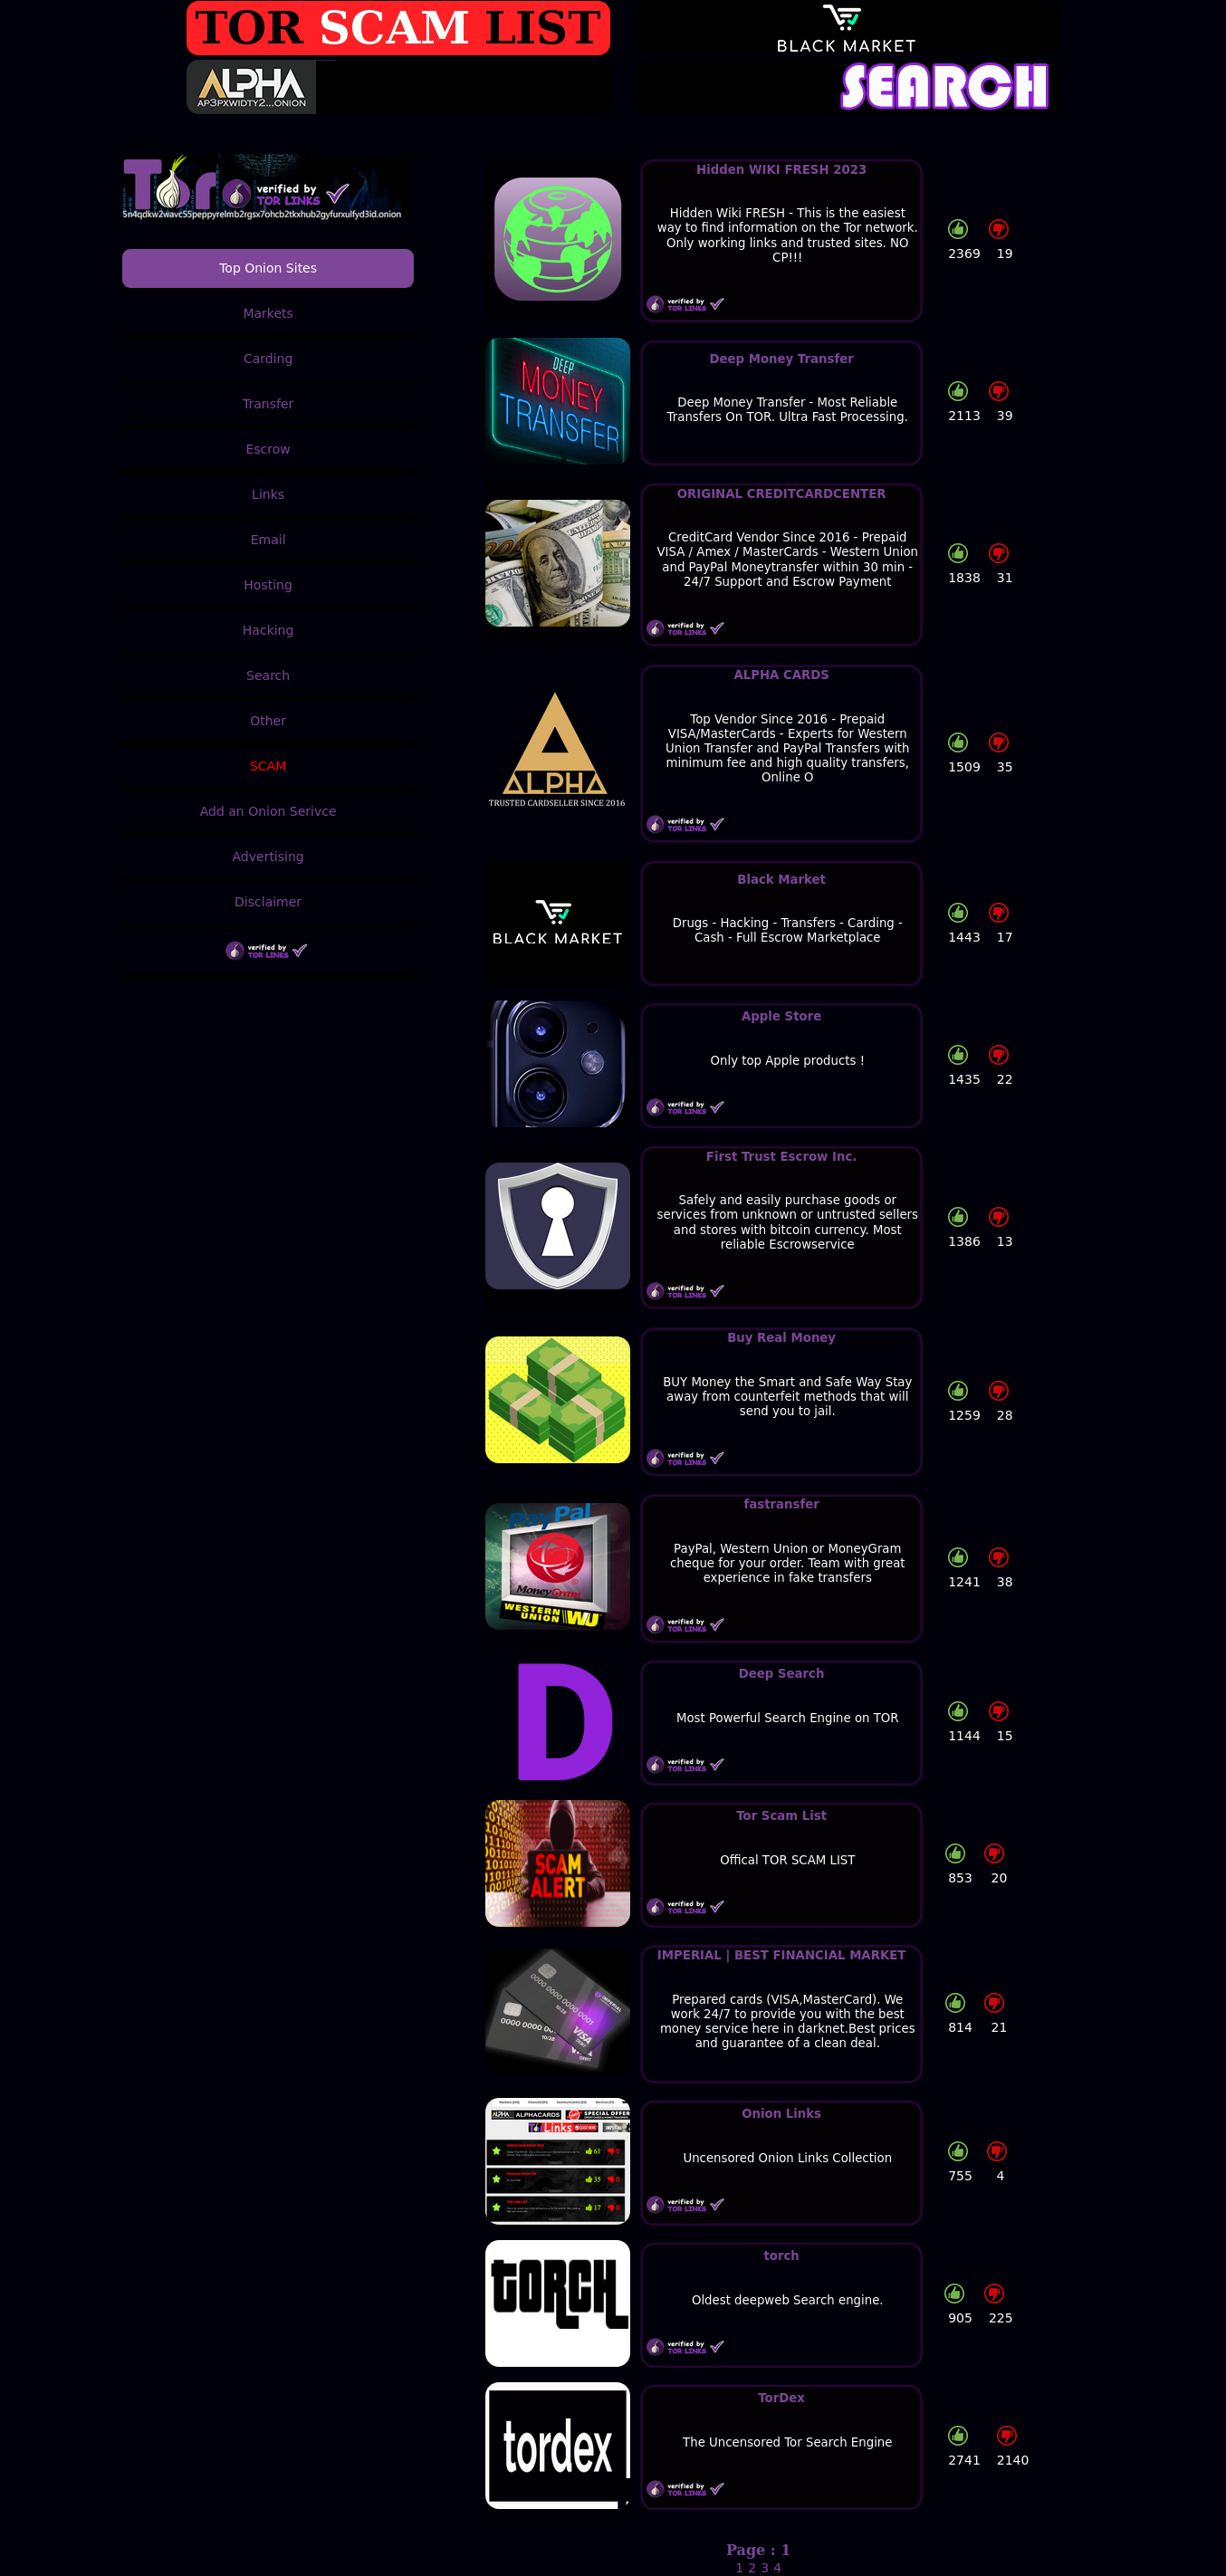 TOR SCAM LIST
BLACK MARKET
ALPHA
AP3PXWIDTY2...ONION
SEARCH
Tor
verified by
TOR LINKS
5n4qdkw2wavc55peppyrelmb2rgsx7ohcb2tkxhub2gyfurxulfyd3id.onion
Top Onion Sites
Markets
Carding
Transfer
Escrow
Links
Email
Hosting
Hacking
Search
Other
SCAM
Add an Onion Serivce
Advertising
Disclaimer
verified by
TOR LINKS
Hidden WIKI FRESH 2023
Hidden Wiki FRESH - This is the easiest
way to find information on the Tor network.
Only working links and trusted sites. NO
CP!!!
verified by
TOR LINKS
2369 19
DEEP
MONEY
TRANSFER
Deep Money Transfer
Deep Money Transfer - Most Reliable
Transfers On TOR. Ultra Fast Processing.
2113 39
ORIGINAL CREDITCARDCENTER
CreditCard Vendor Since 2016 - Prepaid
VISA / Amex / MasterCards - Western Union
and PayPal Moneytransfer within 30 min -
24/7 Support and Escrow Payment
verified by
TOR LINKS
1838 31
ALPHA
TRUSTED CARDSELLER SINCE 2016
ALPHA CARDS
Top Vendor Since 2016 - Prepaid
VISA/MasterCards - Experts for Western
Union Transfer and PayPal Transfers with
minimum fee and high quality transfers,
Online O
verified by
TOR LINKS
1509 35
BLACK MARKET
Black Market
Drugs - Hacking - Transfers - Carding -
Cash - Full Escrow Marketplace
1443 17
Apple Store
Only top Apple products !
verified by
TOR LINKS
1435 22
First Trust Escrow Inc.
Safely and easily purchase goods or
services from unknown or untrusted sellers
and stores with bitcoin currency. Most
reliable Escrowservice
verified by
TOR LINKS
1386 13
Buy Real Money
BUY Money the Smart and Safe Way Stay
away from counterfeit methods that will
send you to jail.
verified by
TOR LINKS
1259 28
PayPal
MoneyGram
WESTERN
UNION WU
fastransfer
PayPal, Western Union or MoneyGram
cheque for your order. Team with great
experience in fake transfers
verified by
TOR LINKS
1241 38
D
Deep Search
Most Powerful Search Engine on TOR
verified by
TOR LINKS
1144 15
SCAM
ALERT
Tor Scam List
Offical TOR SCAM LIST
verified by
TOR LINKS
853 20
IMPERIAL
0000 0000 0000 0001
10/28
VISA
IMPERIAL | BEST FINANCIAL MARKET
Prepared cards (VISA,MasterCard). We
work 24/7 to provide you with the best
money service here in darknet.Best prices
and guarantee of a clean deal.
814 21
ALPHA ALPHACARDS
SPECIAL OFFER
Links
61
35
17
Onion Links
Uncensored Onion Links Collection
verified by
TOR LINKS
755 4
tORCH
torch
Oldest deepweb Search engine.
verified by
TOR LINKS
905 225
tordex
TorDex
The Uncensored Tor Search Engine
verified by
TOR LINKS
2741 2140
Page : 1
1 2 3 4